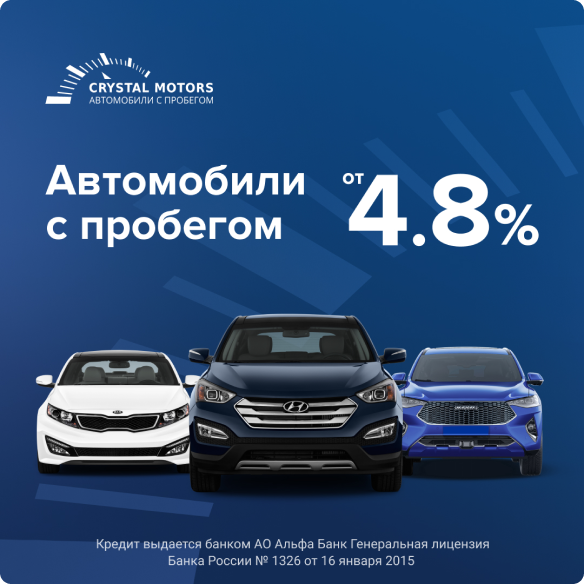 CRYSTAL MOTORS
АВТОМОБИЛИ С ПРОБЕГОМ
Автомобили
с пробегом
от
4.8%
Кредит выдается банком АО Альфа Банк Генеральная лицензия
Банка России № 1326 от 16 января 2015